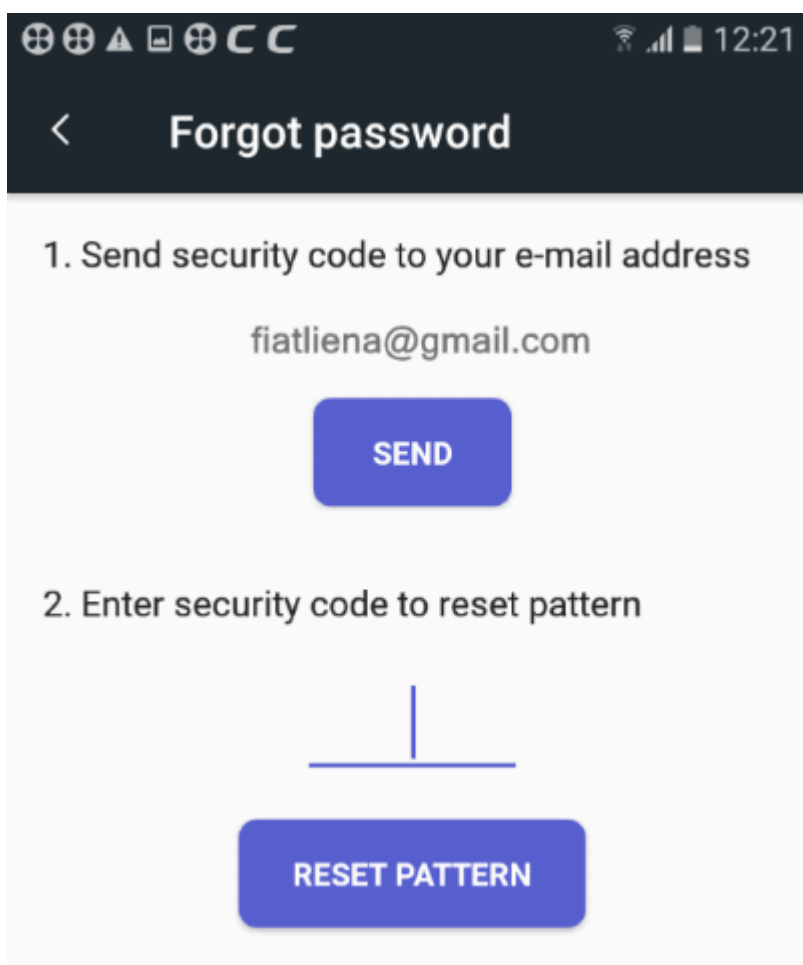 12:21
Forgot password
1. Send security code to your e-mail address
fiatliena@gmail.com
SEND
2. Enter security code to reset pattern
RESET PATTERN